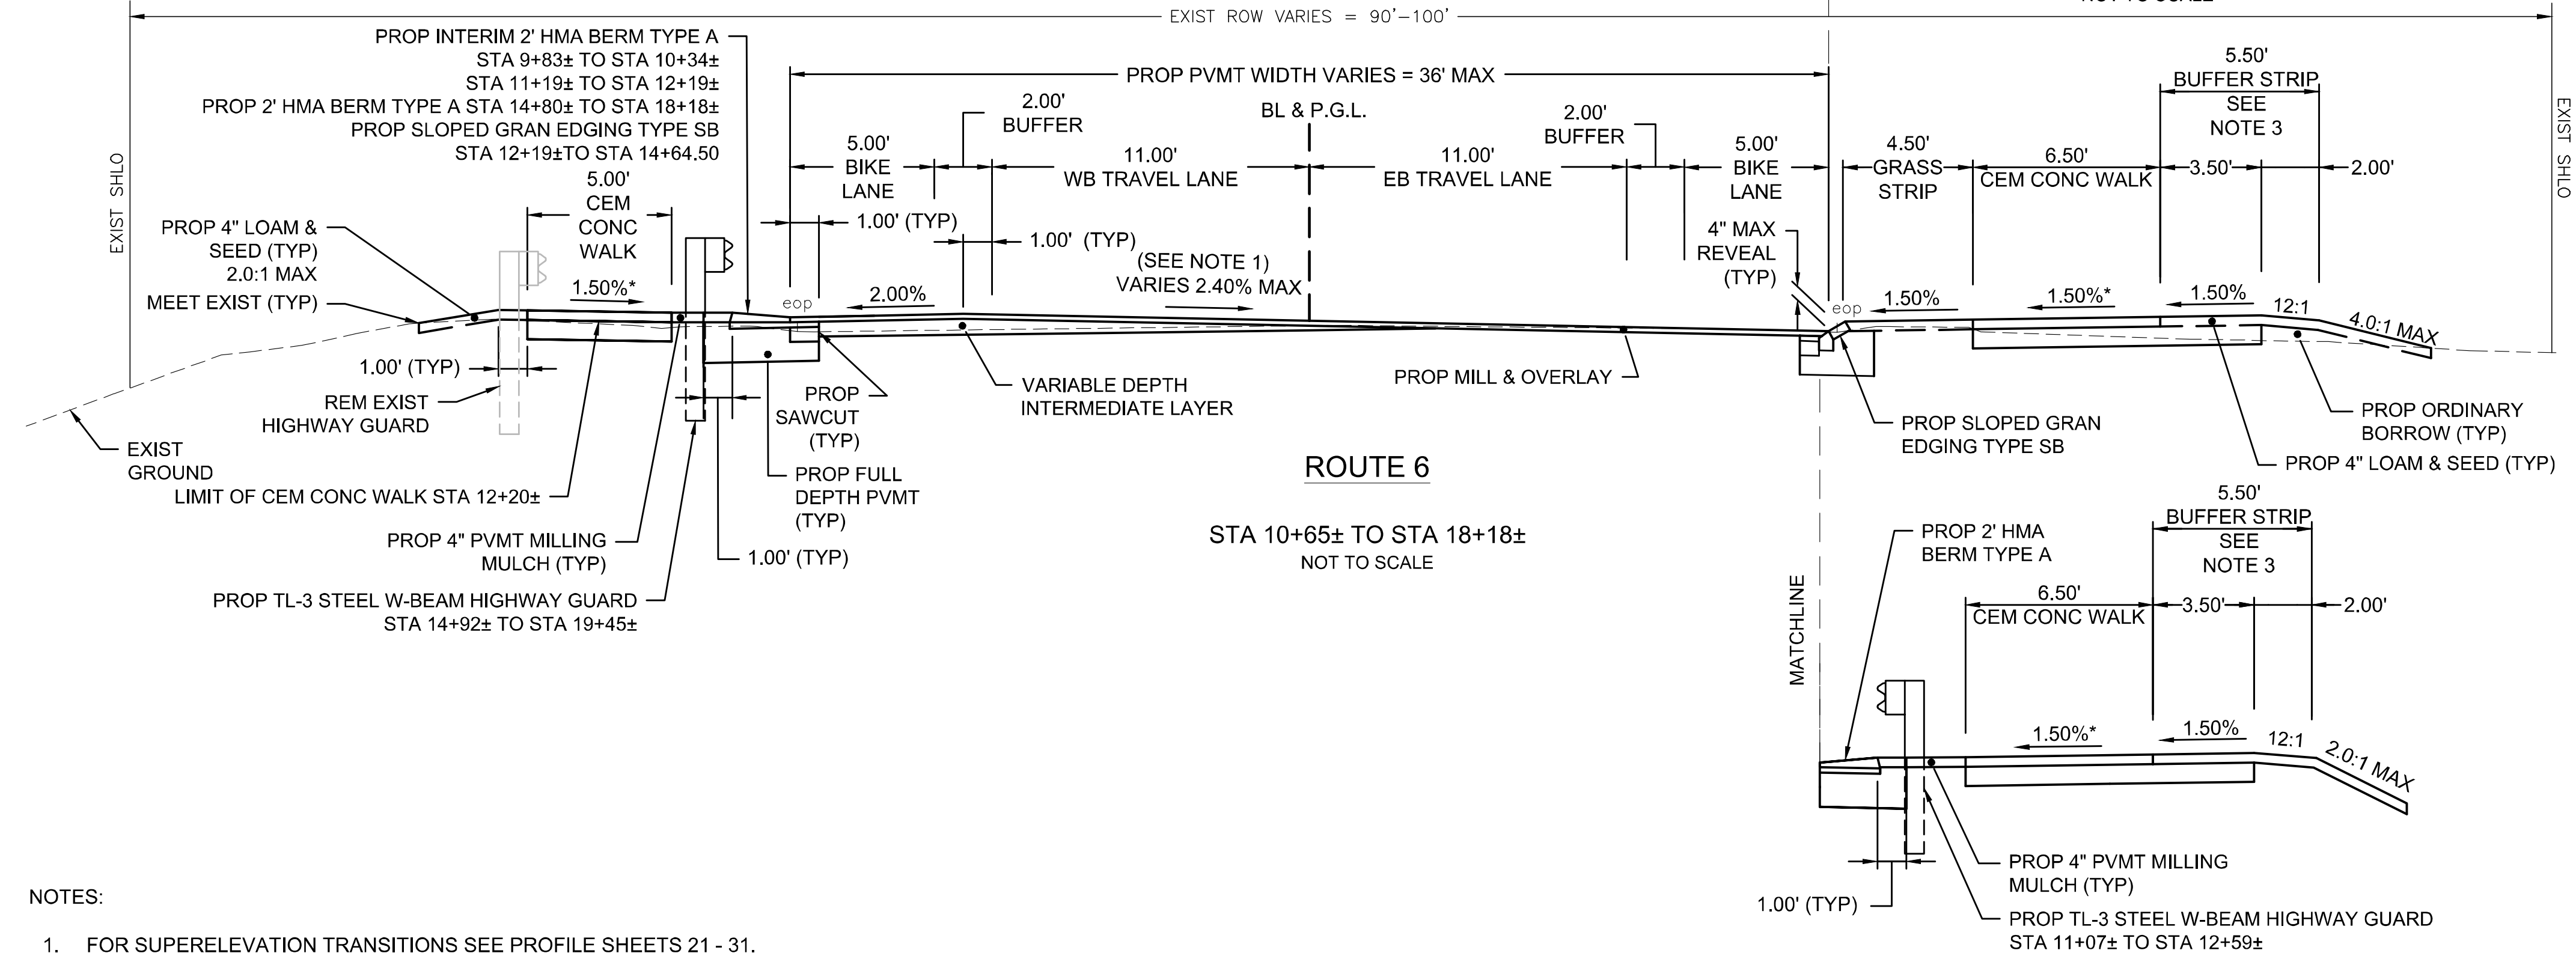 NOT TO SCALE
EXIST ROW VARIES = 90'-100'
PROP INTERIM 2' HMA BERM TYPE A
STA 9+83± TO STA 10+34±
STA 11+19± TO STA 12+19±
PROP 2' HMA BERM TYPE A STA 14+80± TO STA 18+18±
PROP SLOPED GRAN EDGING TYPE SB
STA 12+19±TO STA 14+64.50
PROP PVMT WIDTH VARIES = 36' MAX
BL & P.G.L.
5.00'
BIKE
LANE
2.00'
BUFFER
11.00'
WB TRAVEL LANE
11.00'
EB TRAVEL LANE
2.00'
BUFFER
5.00'
BIKE
LANE
4.50'
GRASS
STRIP
6.50'
CEM CONC WALK
5.50'
BUFFER STRIP
SEE
NOTE 3
3.50'
2.00'
EXIST SHLO
EXIST SHLO
5.00'
CEM
CONC
WALK
PROP 4" LOAM &
SEED (TYP)
2.0:1 MAX
MEET EXIST (TYP)
1.50%*
1.00' (TYP)
1.00' (TYP)
(SEE NOTE 1)
VARIES 2.40% MAX
2.00%
eop
4" MAX
REVEAL
(TYP)
eop
1.50%
1.50%*
1.50%
12:1
4.0:1 MAX
1.00' (TYP)
REM EXIST
HIGHWAY GUARD
EXIST
GROUND
LIMIT OF CEM CONC WALK STA 12+20±
PROP 4" PVMT MILLING
MULCH (TYP)
PROP TL-3 STEEL W-BEAM HIGHWAY GUARD
STA 14+92± TO STA 19+45±
1.00' (TYP)
PROP
SAWCUT
(TYP)
PROP FULL
DEPTH PVMT
(TYP)
VARIABLE DEPTH
INTERMEDIATE LAYER
PROP MILL & OVERLAY
PROP SLOPED GRAN
EDGING TYPE SB
PROP ORDINARY
BORROW (TYP)
PROP 4" LOAM & SEED (TYP)
ROUTE 6
STA 10+65± TO STA 18+18±
NOT TO SCALE
MATCHLINE
PROP 2' HMA
BERM TYPE A
5.50'
BUFFER STRIP
SEE
NOTE 3
6.50'
CEM CONC WALK
3.50'
2.00'
1.50%*
1.50%
12:1
2.0:1 MAX
1.00' (TYP)
PROP 4" PVMT MILLING
MULCH (TYP)
PROP TL-3 STEEL W-BEAM HIGHWAY GUARD
STA 11+07± TO STA 12+59±
NOTES:
1. FOR SUPERELEVATION TRANSITIONS SEE PROFILE SHEETS 21 - 31.